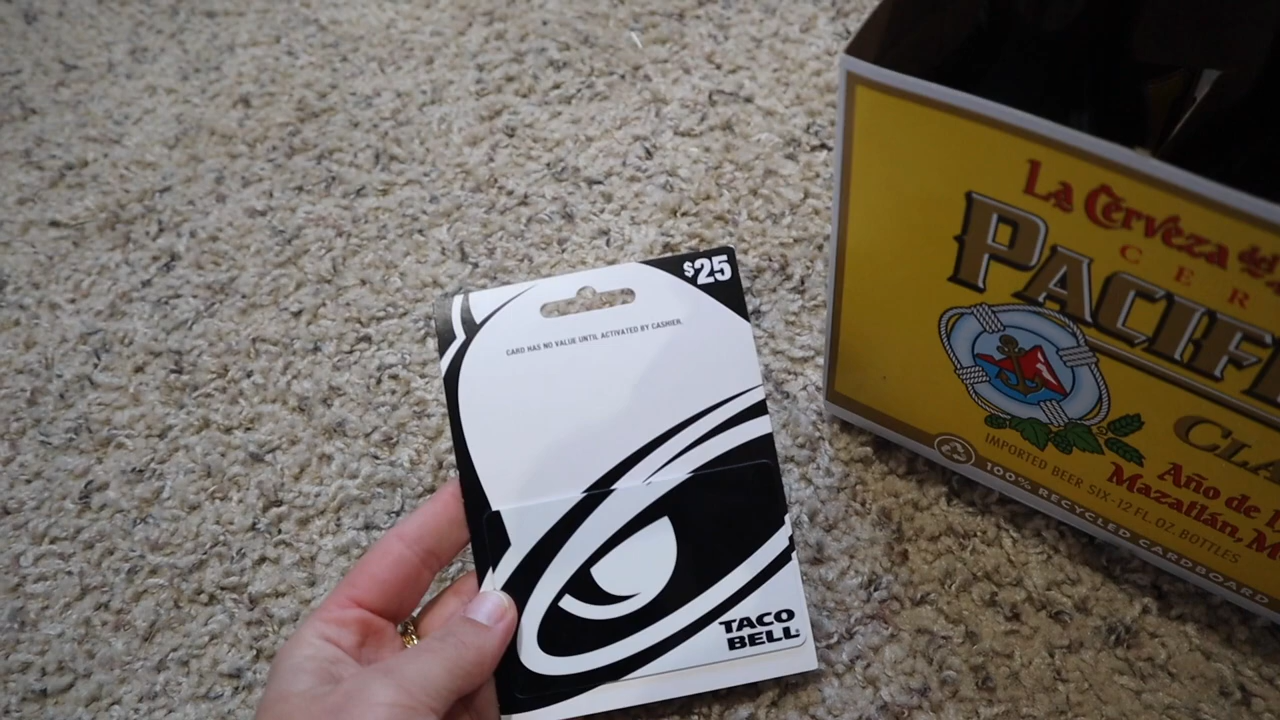 $25
CARD HAS NO VALUE UNTIL ACTIVATED BY CASHIER.
TACO
BELL
La Cerveza del
CER
PACIF
CLA
IMPORTED BEER SIX-12 FL. OZ. BOTTLES
100% RECYCLED CARDBOARD
Año de
Mazatlán, M